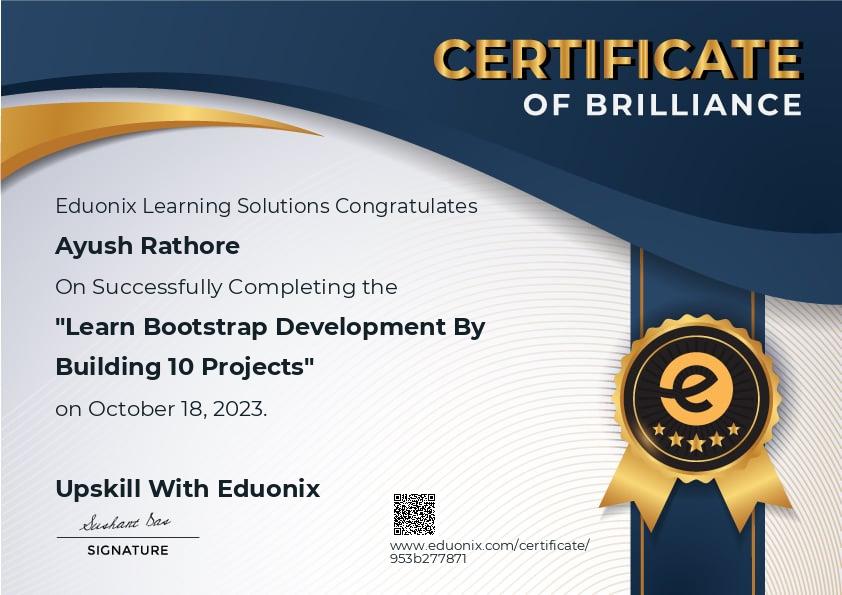 CERTIFICATE
OF BRILLIANCE
Eduonix Learning Solutions Congratulates
Ayush Rathore
On Successfully Completing the
"Learn Bootstrap Development By
Building 10 Projects"
on October 18, 2023.
Upskill With Eduonix
Sushant Das
SIGNATURE
www.eduonix.com/certificate/
953b277871
e